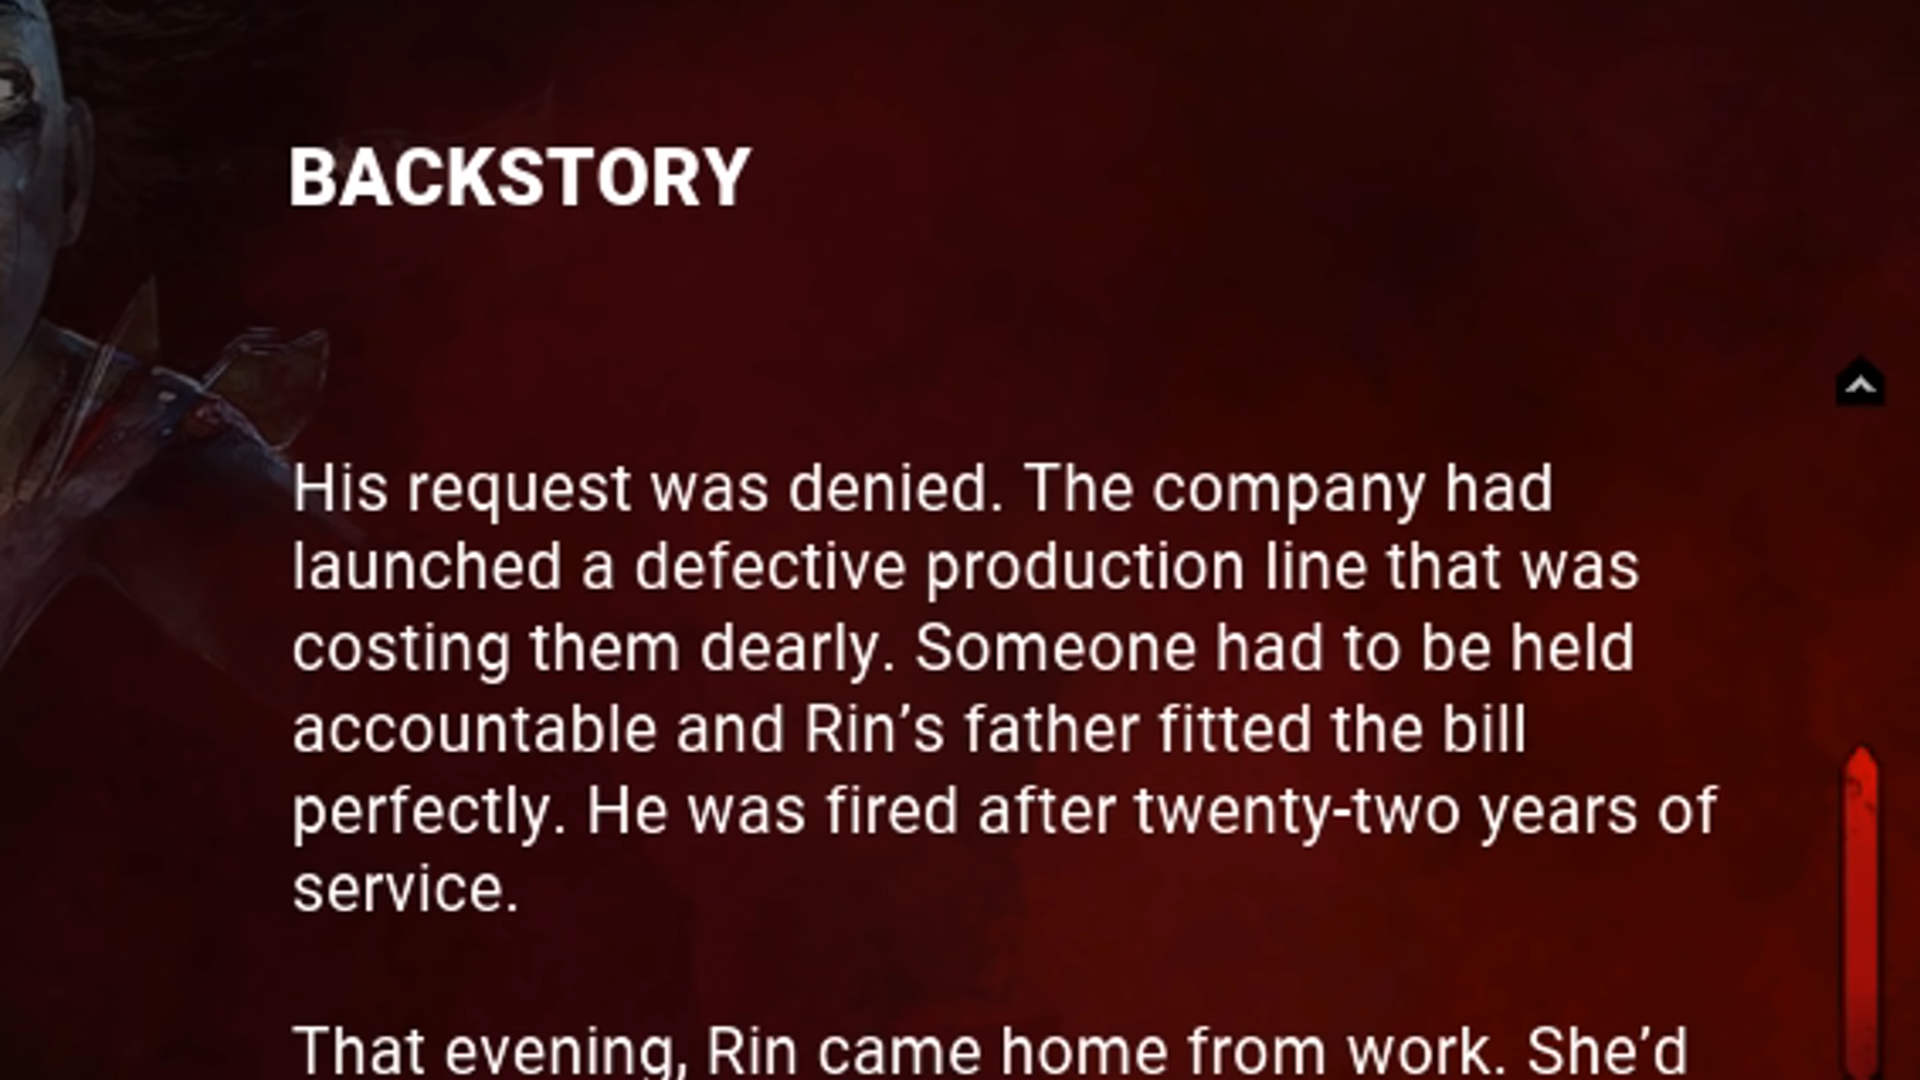 BACKSTORY
His request was denied. The company had
launched a defective production line that was
costing them dearly. Someone had to be held
accountable and Rin’s father fitted the bill
perfectly. He was fired after twenty-two years of
service.
That evening, Rin came home from work. She’d